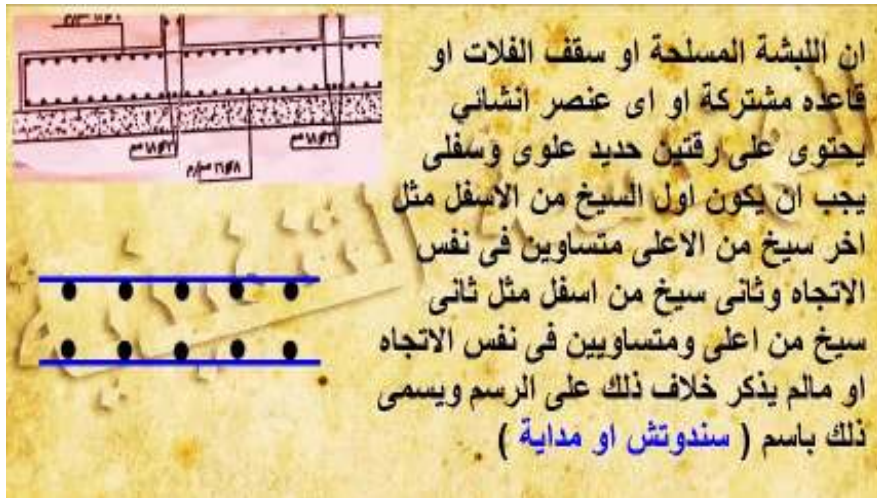 ان اللبشة المسلحة او سقف الفلات او
قاعده مشتركة او اى عنصر انشائي
يحتوى على رقتين حديد علوى وسفلى
يجب ان يكون اول السيخ من الاسفل مثل
اخر سيخ من الاعلى متساوين فى نفس
الاتجاه وثانى سيخ من اسفل مثل ثانى
سيخ من اعلى ومتساويين فى نفس الاتجاه
او مالم يذكر خلاف ذلك على الرسم ويسمى
ذلك باسم ( سندوتش او مداية )